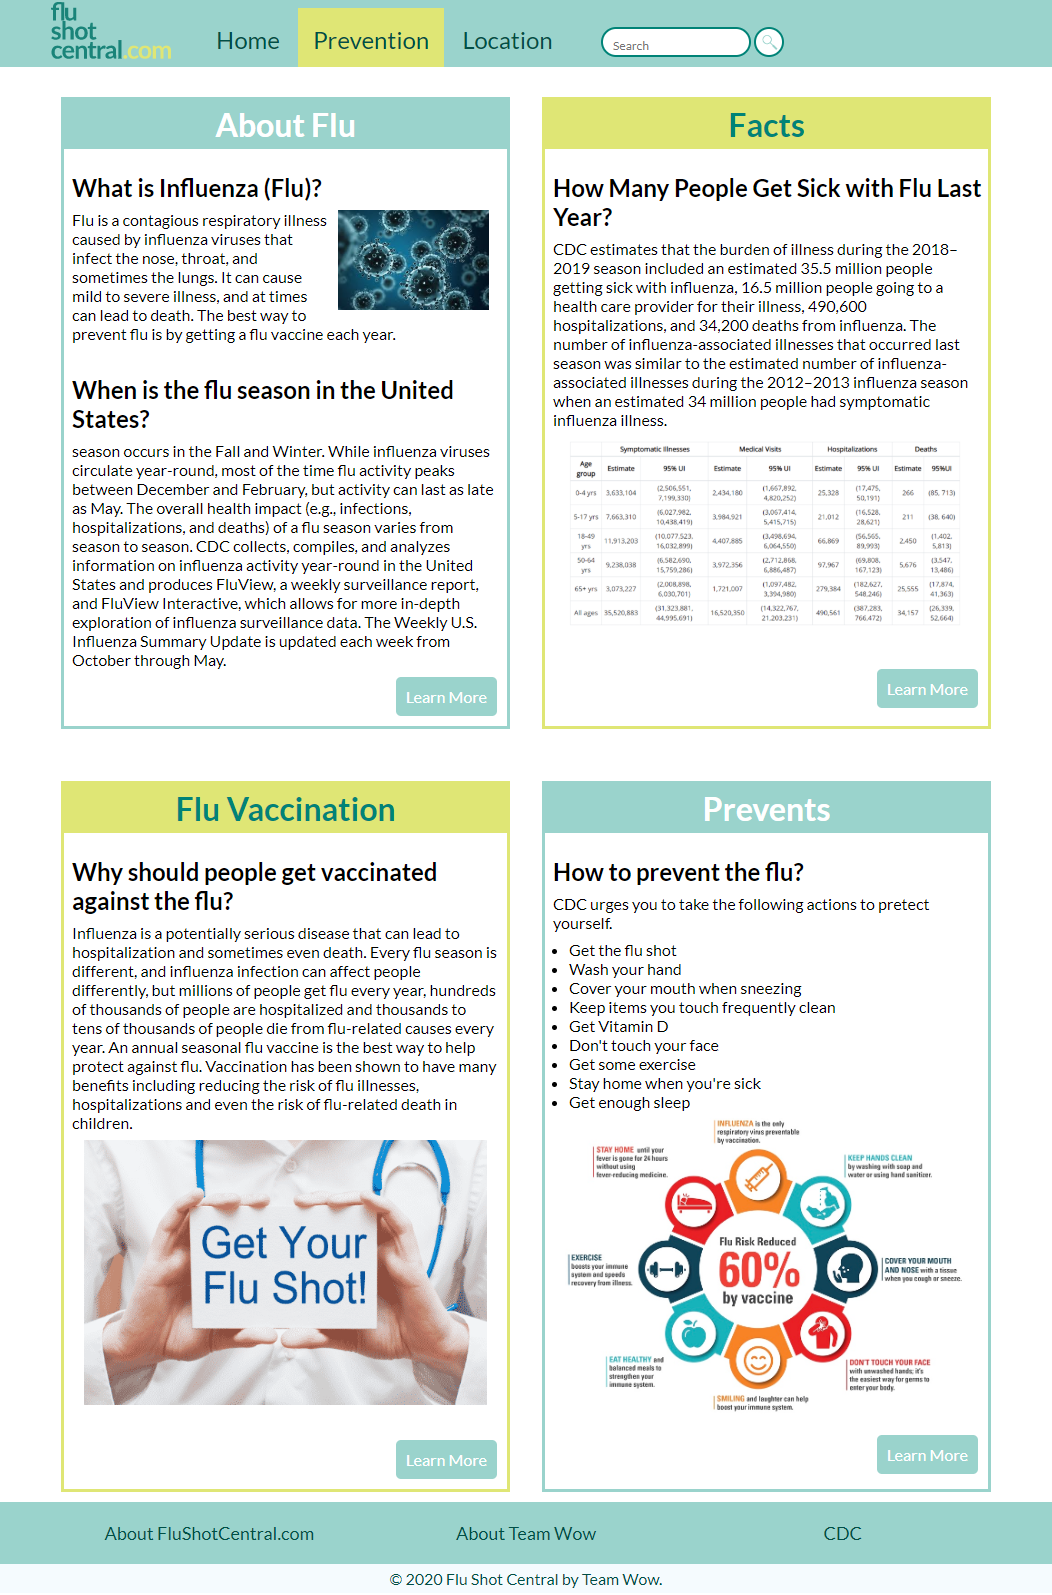 flu
shot
central.com
Home
Prevention
Location
Search
About Flu
What is Influenza (Flu)?
Flu is a contagious respiratory illness
caused by influenza viruses that
infect the nose, throat, and
sometimes the lungs. It can cause
mild to severe illness, and at times
can lead to death. The best way to
prevent flu is by getting a flu vaccine each year.
When is the flu season in the United
States?
season occurs in the Fall and Winter. While influenza viruses
circulate year-round, most of the time flu activity peaks
between December and February, but activity can last as late
as May. The overall health impact (e.g., infections,
hospitalizations, and deaths) of a flu season varies from
season to season. CDC collects, compiles, and analyzes
information on influenza activity year-round in the United
States and produces FluView, a weekly surveillance report,
and FluView Interactive, which allows for more in-depth
exploration of influenza surveillance data. The Weekly U.S.
Influenza Summary Update is updated each week from
October through May.
Learn More
Facts
How Many People Get Sick with Flu Last
Year?
CDC estimates that the burden of illness during the 2018–
2019 season included an estimated 35.5 million people
getting sick with influenza, 16.5 million people going to a
health care provider for their illness, 490,600
hospitalizations, and 34,200 deaths from influenza. The
number of influenza-associated illnesses that occurred last
season was similar to the estimated number of influenza-
associated illnesses during the 2012–2013 influenza season
when an estimated 34 million people had symptomatic
influenza illness.
Symptomatic Illnesses Medical Visits Hospitalizations Deaths
Age group Estimate 95% UI Estimate 95% UI Estimate 95% UI Estimate 95%UI
0-4 yrs 3,633,104 (2,506,551, 7,199,330) 2,434,180 (1,667,892, 4,820,252) 25,328 (17,475, 50,191) 266 (85, 713)
5-17 yrs 7,663,310 (6,027,982, 10,438,419) 3,984,921 (3,067,414, 5,415,715) 21,012 (16,528, 28,621) 211 (38, 640)
18-49 yrs 11,913,203 (10,077,523, 16,032,899) 4,407,885 (3,498,694, 6,064,550) 66,869 (56,565, 89,993) 2,450 (1,402, 5,813)
50-64 yrs 9,238,038 (6,582,690, 15,759,286) 3,972,356 (2,712,868, 6,886,487) 97,967 (69,808, 167,123) 5,676 (3,547, 13,486)
65+ yrs 3,073,227 (2,008,898, 6,030,701) 1,721,007 (1,097,482, 3,394,980) 279,384 (182,627, 548,246) 25,555 (17,874, 41,363)
All ages 35,520,883 (31,323,881, 44,995,691) 16,520,350 (14,322,767, 21,203,231) 490,561 (387,283, 766,472) 34,157 (26,339, 52,664)
Learn More
Flu Vaccination
Why should people get vaccinated
against the flu?
Influenza is a potentially serious disease that can lead to
hospitalization and sometimes even death. Every flu season is
different, and influenza infection can affect people
differently, but millions of people get flu every year, hundreds
of thousands of people are hospitalized and thousands to
tens of thousands of people die from flu-related causes every
year. An annual seasonal flu vaccine is the best way to help
protect against flu. Vaccination has been shown to have many
benefits including reducing the risk of flu illnesses,
hospitalizations and even the risk of flu-related death in
children.
Get Your
Flu Shot!
Learn More
Prevents
How to prevent the flu?
CDC urges you to take the following actions to pretect
yourself.
• Get the flu shot
• Wash your hand
• Cover your mouth when sneezing
• Keep items you touch frequently clean
• Get Vitamin D
• Don't touch your face
• Get some exercise
• Stay home when you're sick
• Get enough sleep
INFLUENZA is the only
respiratory virus preventable
by vaccination.
STAY HOME until your
fever is gone for 24 hours
without using
fever-reducing medicine.
KEEP HANDS CLEAN
by washing with soap and
water or using hand sanitizer.
Flu Risk Reduced
60%
by vaccine
EXERCISE
boosts your immune
system and speeds
recovery from illness.
COVER YOUR MOUTH
AND NOSE with a tissue
when you cough or sneeze.
EAT HEALTHY and
balanced meals to
strengthen your
immune system.
DON'T TOUCH YOUR FACE
with unwashed hands; it's
the easiest way for germs to
enter your body.
SMILING and laughter can help
boost your immune system.
Learn More
About FluShotCentral.com
About Team Wow
CDC
© 2020 Flu Shot Central by Team Wow.